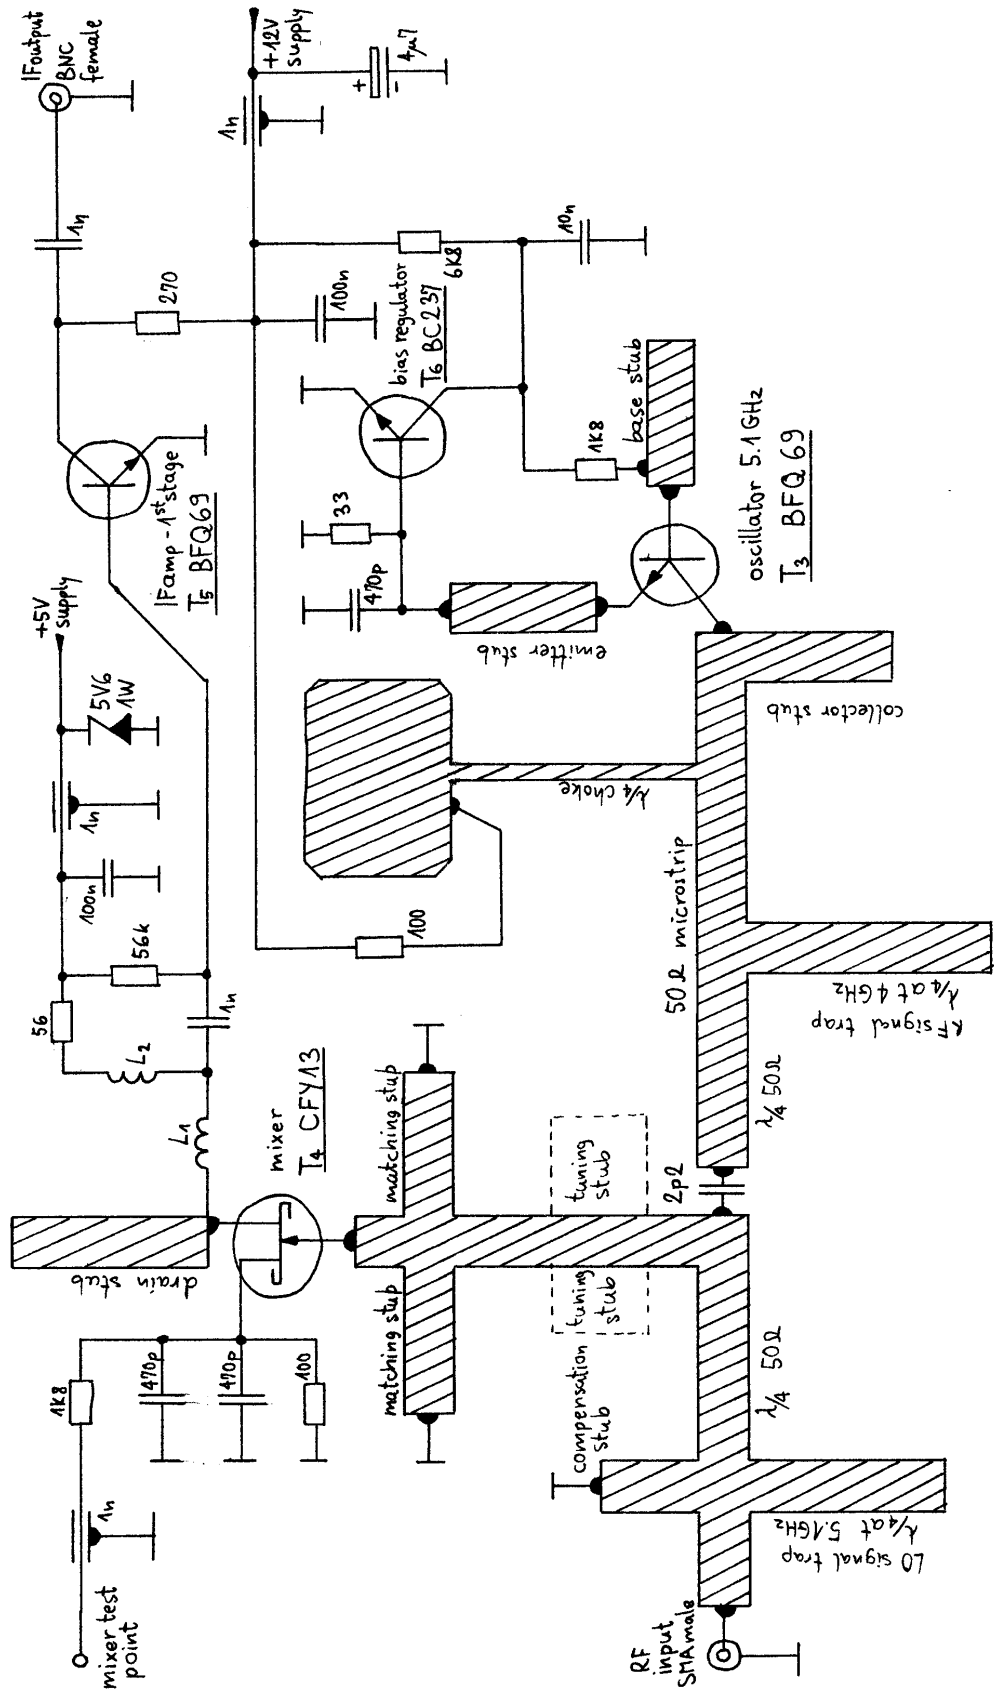 RF
input
SMA male
LO signal trap
λ/4 at 5.1GHz
compensation
stub
λ/4 50Ω
tuning
stub
tuning
stub
matching stub
matching stub
mixer test
point
1n
1k8
470p
470p
100
drain stub
mixer
T4 CFY13
L1
L2
56
56k
1n
100n
1n
5V6
1W
+5V
supply
IFamp-1st stage
T5 BFQ69
270
1n
IFoutput
BNC
female
+12V
supply
4µ7
+
-
1n
100n
6k8
10n
bias regulator
T6 BC237
33
470p
1k8
base stub
emitter stub
oscillator 5.1GHz
T3 BFQ69
collector stub
λ/4 choke
100
50Ω microstrip
RF signal trap
λ/4 at 4GHz
λ/4 50Ω
2p2